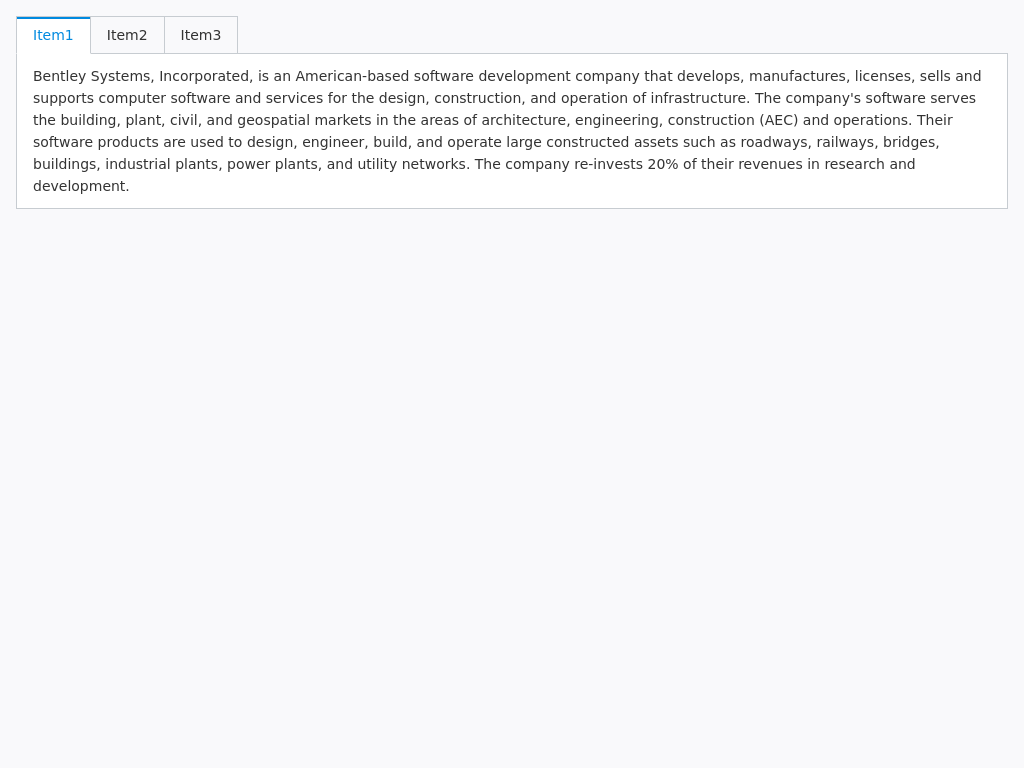 Item1 Item2 Item3
Bentley Systems, Incorporated, is an American-based software development company that develops, manufactures, licenses, sells and
supports computer software and services for the design, construction, and operation of infrastructure. The company's software serves
the building, plant, civil, and geospatial markets in the areas of architecture, engineering, construction (AEC) and operations. Their
software products are used to design, engineer, build, and operate large constructed assets such as roadways, railways, bridges,
buildings, industrial plants, power plants, and utility networks. The company re-invests 20% of their revenues in research and
development.